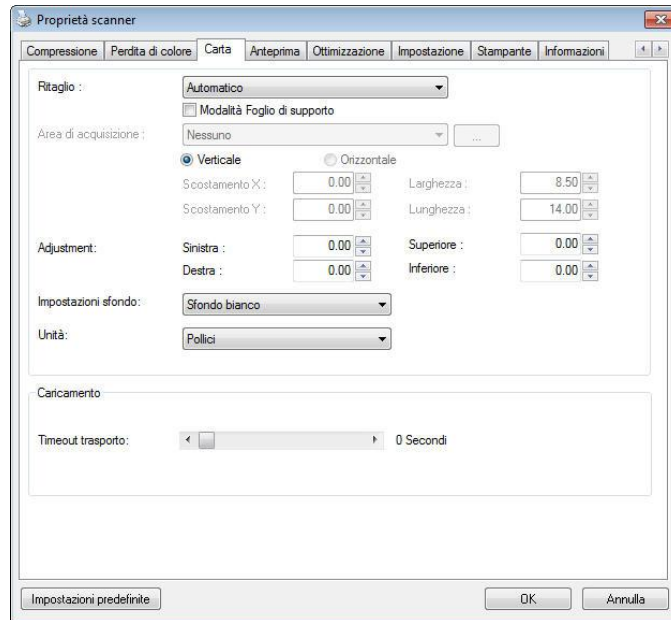 Proprietà scanner
Compressione Perdita di colore Carta Anteprima Ottimizzazione Impostazione Stampante Informazioni
Ritaglio : Automatico
Modalità Foglio di supporto
Area di acquisizione : Nessuno ...
Verticale Orizzontale
Scostamento X : 0.00 Larghezza : 8.50
Scostamento Y : 0.00 Lunghezza : 14.00
Adjustment: Sinistra : 0.00 Superiore : 0.00
Destra : 0.00 Inferiore : 0.00
Impostazioni sfondo: Sfondo bianco
Unità: Pollici
Caricamento
Timeout trasporto: 0 Secondi
Impostazioni predefinite OK Annulla